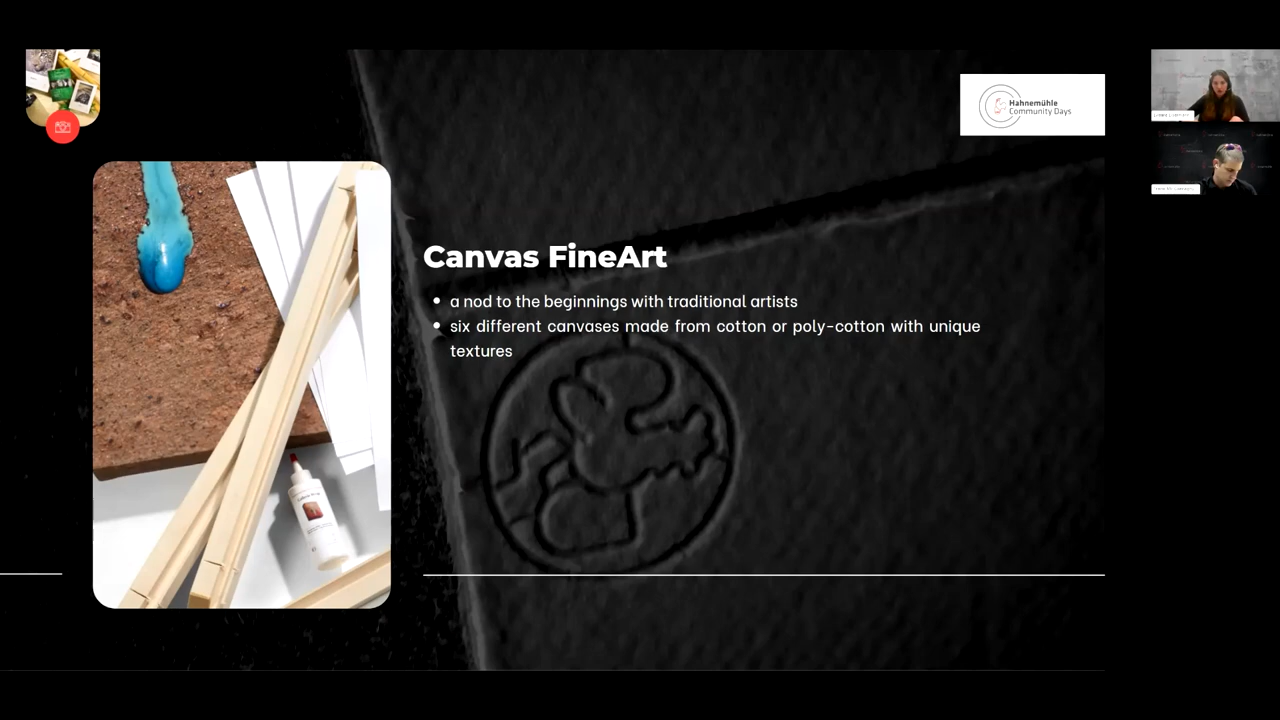 Hahnemühle
Community Days
Canvas FineArt
• a nod to the beginnings with traditional artists
• six different canvases made from cotton or poly-cotton with unique
textures